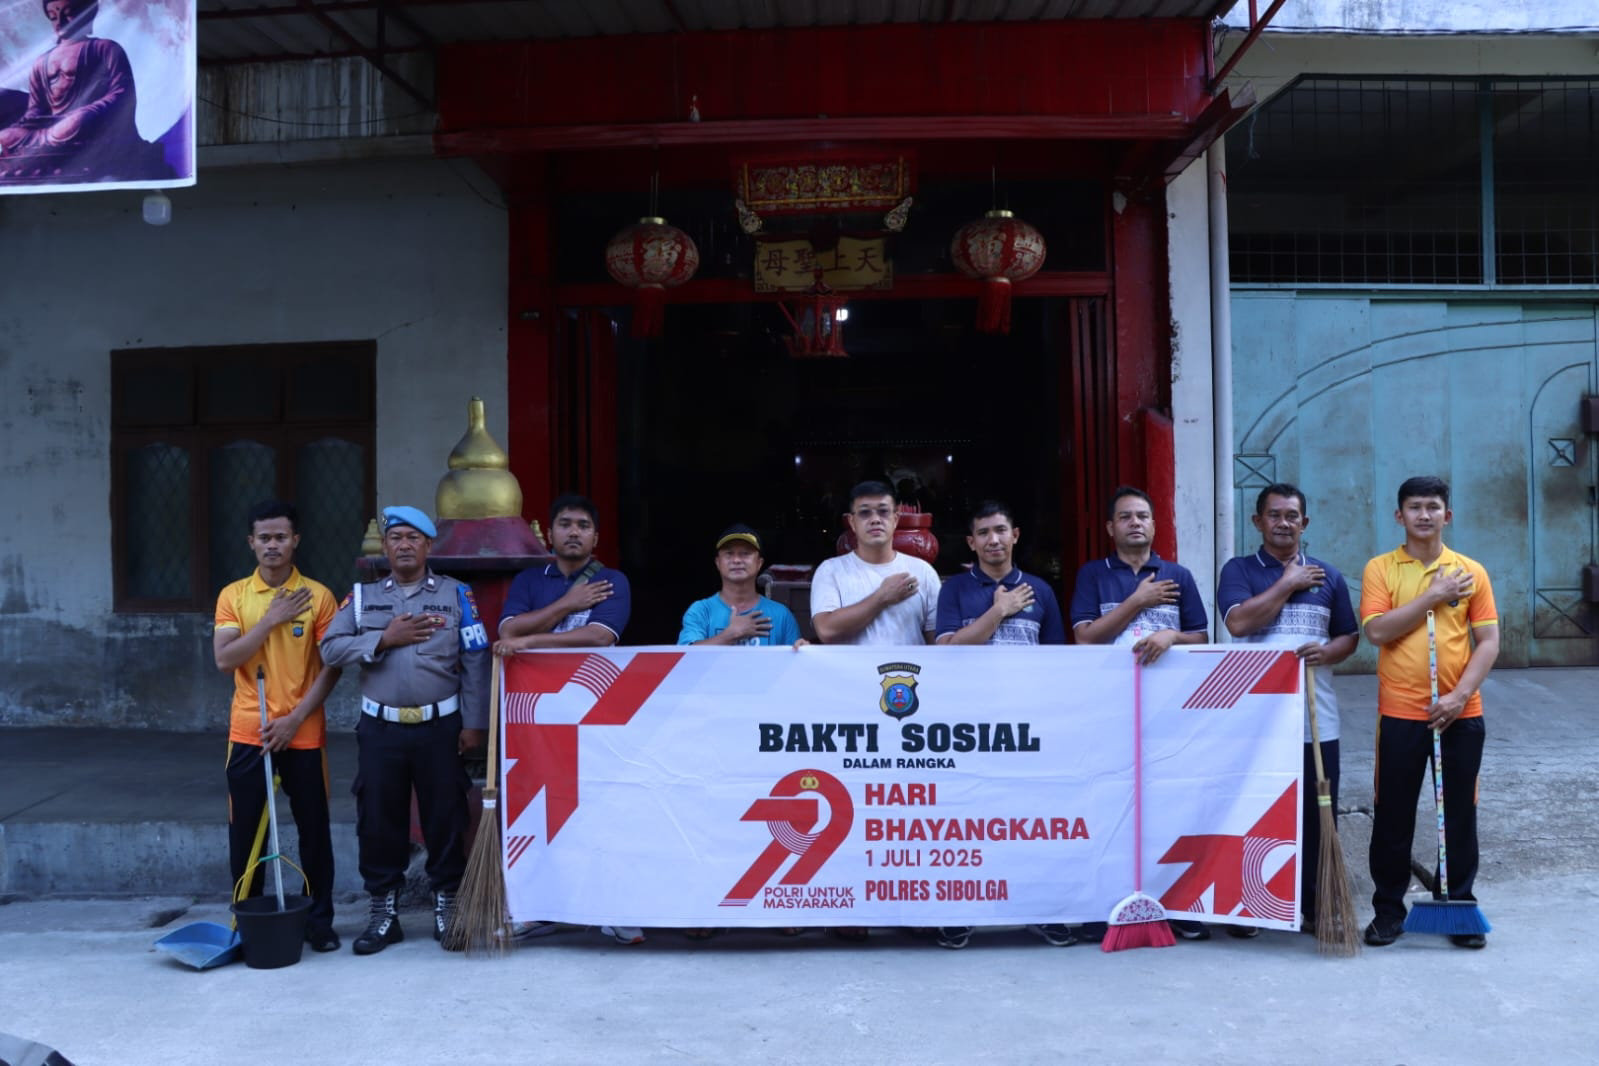 天上聖母
POLRI
SUMATERA UTARA
BAKTI SOSIAL
DALAM RANGKA
79
HARI
BHAYANGKARA
1 JULI 2025
POLRI UNTUK
MASYARAKAT
POLRES SIBOLGA